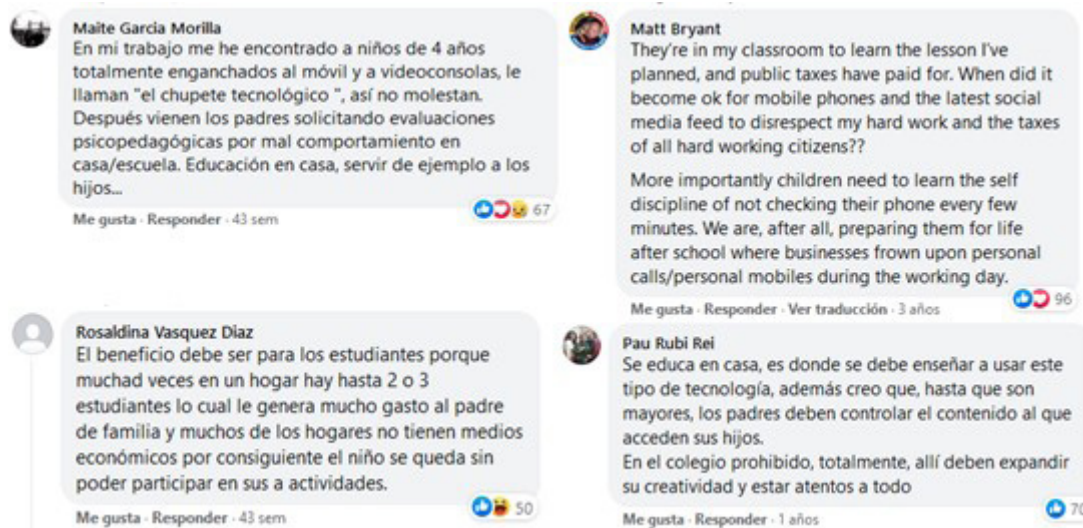 Maite Garcia Morilla
En mi trabajo me he encontrado a niños de 4 años
totalmente enganchados al móvil y a videoconsolas, le
llaman "el chupete tecnológico ", así no molestan.
Después vienen los padres solicitando evaluaciones
psicopedagógicas por mal comportamiento en
casa/escuela. Educación en casa, servir de ejemplo a los
hijos...
67
Me gusta · Responder · 43 sem
Matt Bryant
They're in my classroom to learn the lesson I've
planned, and public taxes have paid for. When did it
become ok for mobile phones and the latest social
media feed to disrespect my hard work and the taxes
of all hard working citizens??
More importantly children need to learn the self
discipline of not checking their phone every few
minutes. We are, after all, preparing them for life
after school where businesses frown upon personal
calls/personal mobiles during the working day.
96
Me gusta · Responder · Ver traducción · 3 años
Rosaldina Vasquez Diaz
El beneficio debe ser para los estudiantes porque
muchad veces en un hogar hay hasta 2 o 3
estudiantes lo cual le genera mucho gasto al padre
de familia y muchos de los hogares no tienen medios
económicos por consiguiente el niño se queda sin
poder participar en sus a actividades.
50
Me gusta · Responder · 43 sem
Pau Rubi Rei
Se educa en casa, es donde se debe enseñar a usar este
tipo de tecnología, además creo que, hasta que son
mayores, los padres deben controlar el contenido al que
acceden sus hijos.
En el colegio prohibido, totalmente, allí deben expandir
su creatividad y estar atentos a todo
70
Me gusta · Responder · 1 años